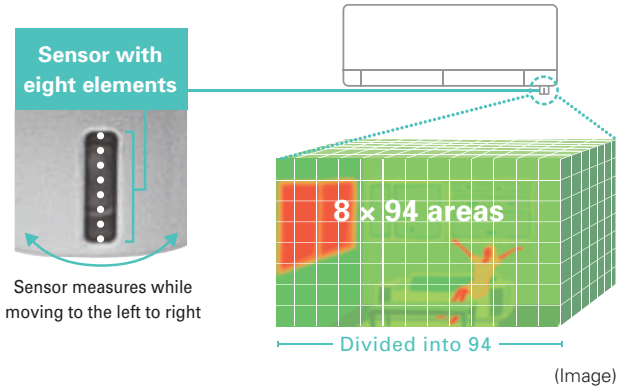 Sensor with
eight elements
8 × 94 areas
Sensor measures while
moving to the left to right
Divided into 94
(Image)